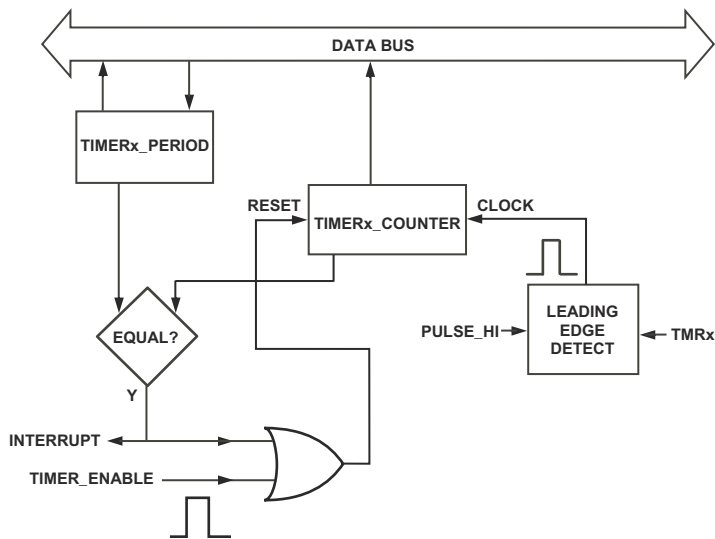 DATA BUS
TIMERx_PERIOD
RESET
TIMERx_COUNTER
CLOCK
EQUAL?
PULSE_HI
LEADING
EDGE
DETECT
TMRx
Y
INTERRUPT
TIMER_ENABLE